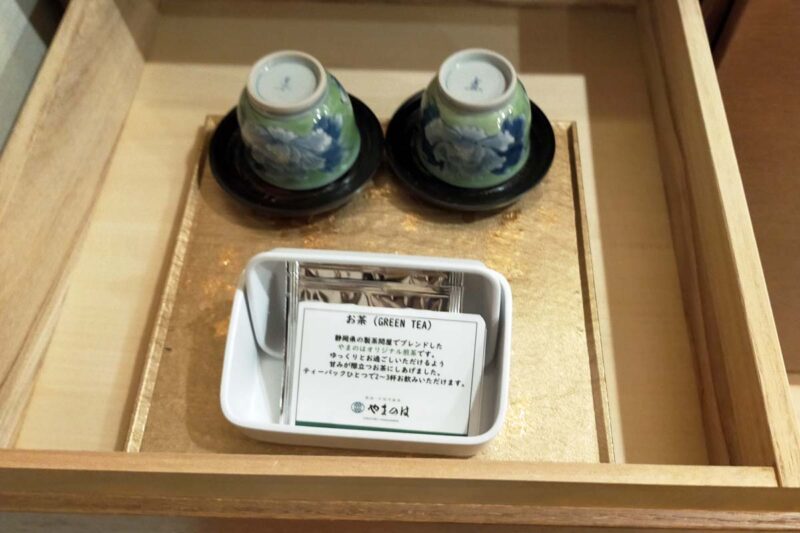 お茶（GREEN TEA）
静岡県の製茶問屋でブレンドした
やまのはオリジナル煎茶です。
ゆっくりとお過ごしいただけるよう
甘みが際立つお茶にしあげました。
ティーパックひとつで2～3杯お飲みいただけます。
やまのは